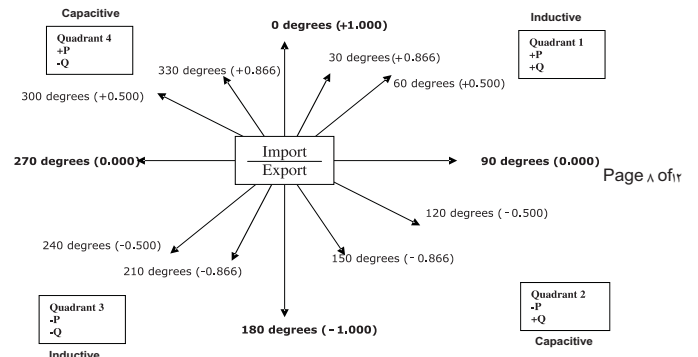 Capacitive
0 degrees (+1.000)
Inductive
Quadrant 4
+P
-Q
Quadrant 1
+P
+Q
330 degrees (+0.866)
30 degrees (+0.866)
60 degrees (+0.500)
300 degrees (+0.500)
Import
Export
270 degrees (0.000)
90 degrees (0.000)
Page ٨ of١٢
120 degrees (-0.500)
240 degrees (-0.500)
210 degrees (-0.866)
150 degrees (-0.866)
Quadrant 3
-P
-Q
Quadrant 2
-P
+Q
180 degrees (-1.000)
Capacitive
Inductive